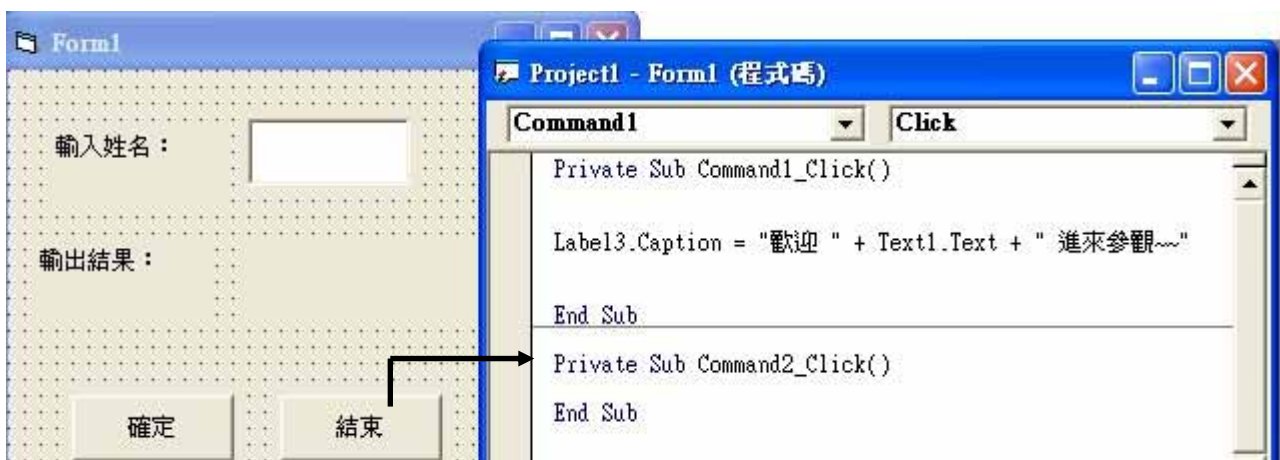 Form1
輸入姓名：
輸出結果：
確定
結束
Project1 - Form1 (程式碼)
Command1
Click
Private Sub Command1_Click()
Label3.Caption = "歡迎 " + Text1.Text + " 進來參觀~~"
End Sub
Private Sub Command2_Click()
End Sub